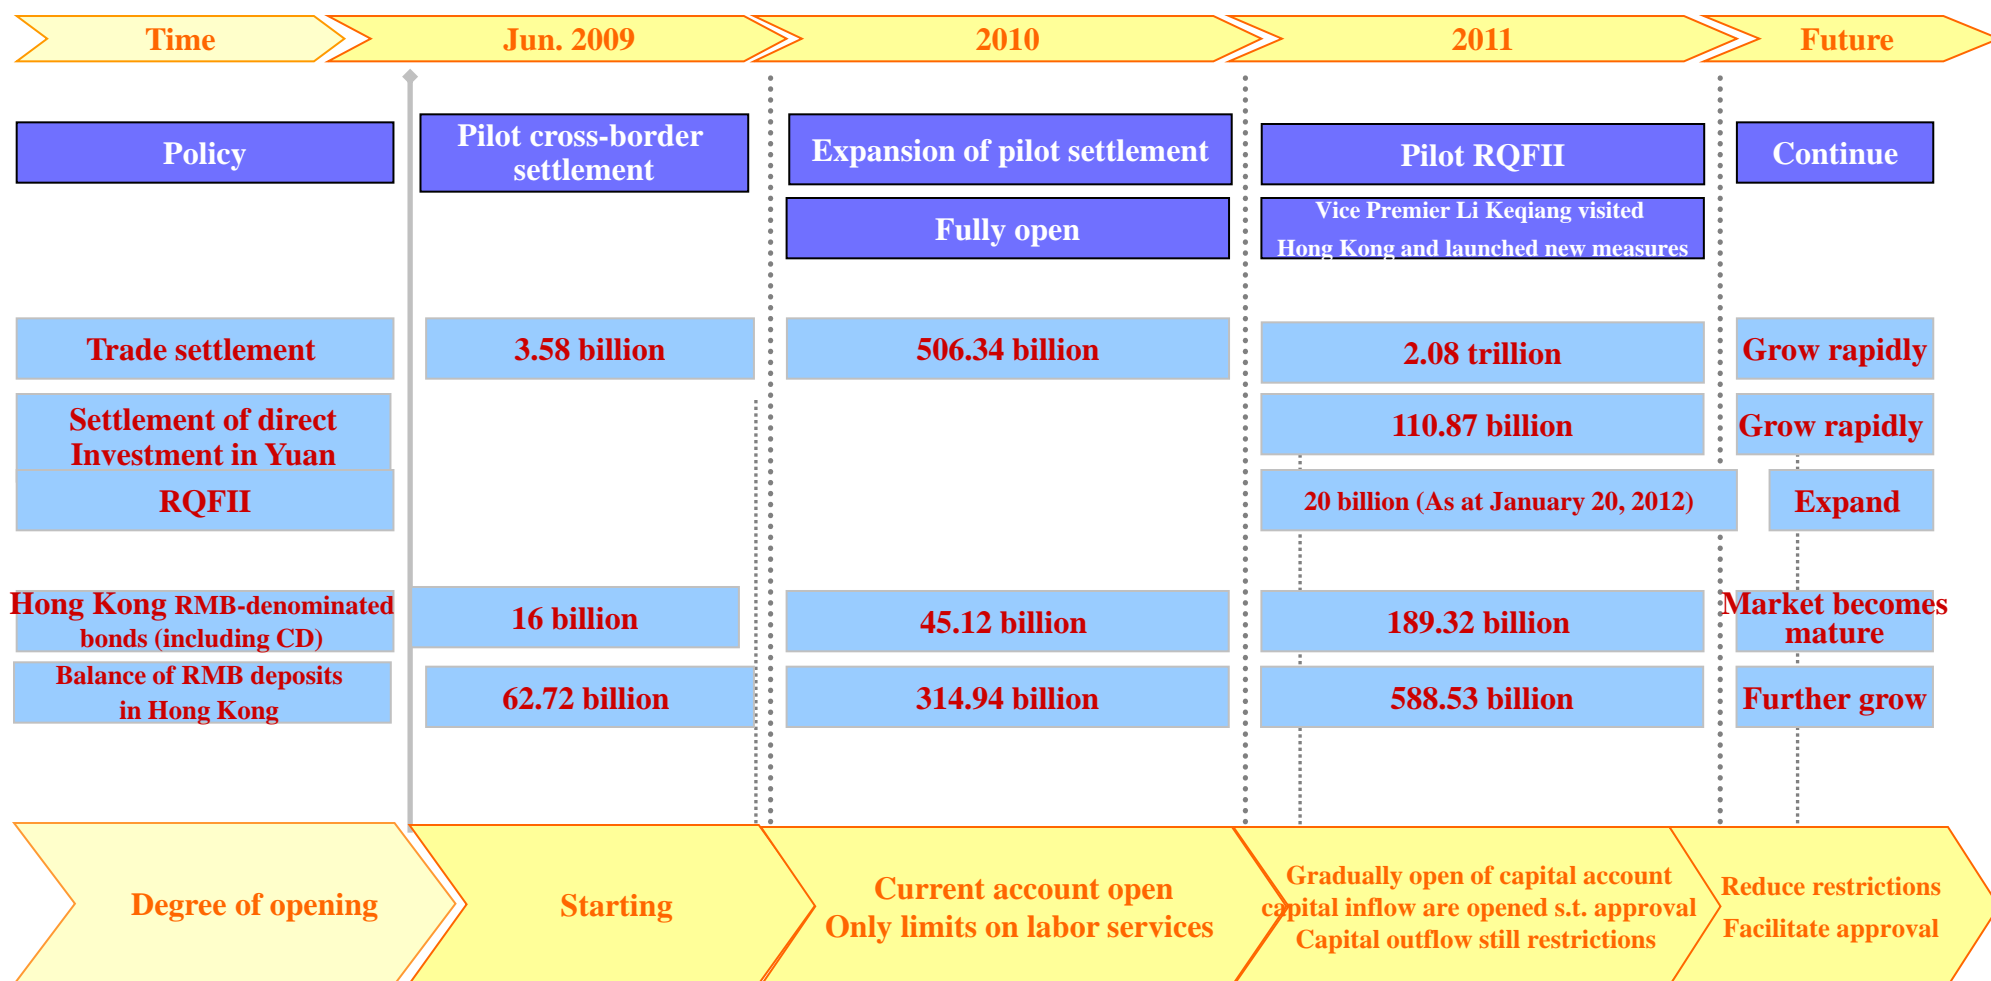 Time
Jun. 2009
2010
2011
Future
Policy
Pilot cross-border
settlement
Expansion of pilot settlement
Pilot RQFII
Continue
Fully open
Vice Premier Li Keqiang visited
Hong Kong and launched new measures
Trade settlement
3.58 billion
506.34 billion
2.08 trillion
Grow rapidly
Settlement of direct
Investment in Yuan
110.87 billion
Grow rapidly
RQFII
20 billion (As at January 20, 2012)
Expand
Hong Kong RMB-denominated
bonds (including CD)
16 billion
45.12 billion
189.32 billion
Market becomes
mature
Balance of RMB deposits
in Hong Kong
62.72 billion
314.94 billion
588.53 billion
Further grow
Degree of opening
Starting
Current account open
Only limits on labor services
Gradually open of capital account
capital inflow are opened s.t. approval
Capital outflow still restrictions
Reduce restrictions
Facilitate approval